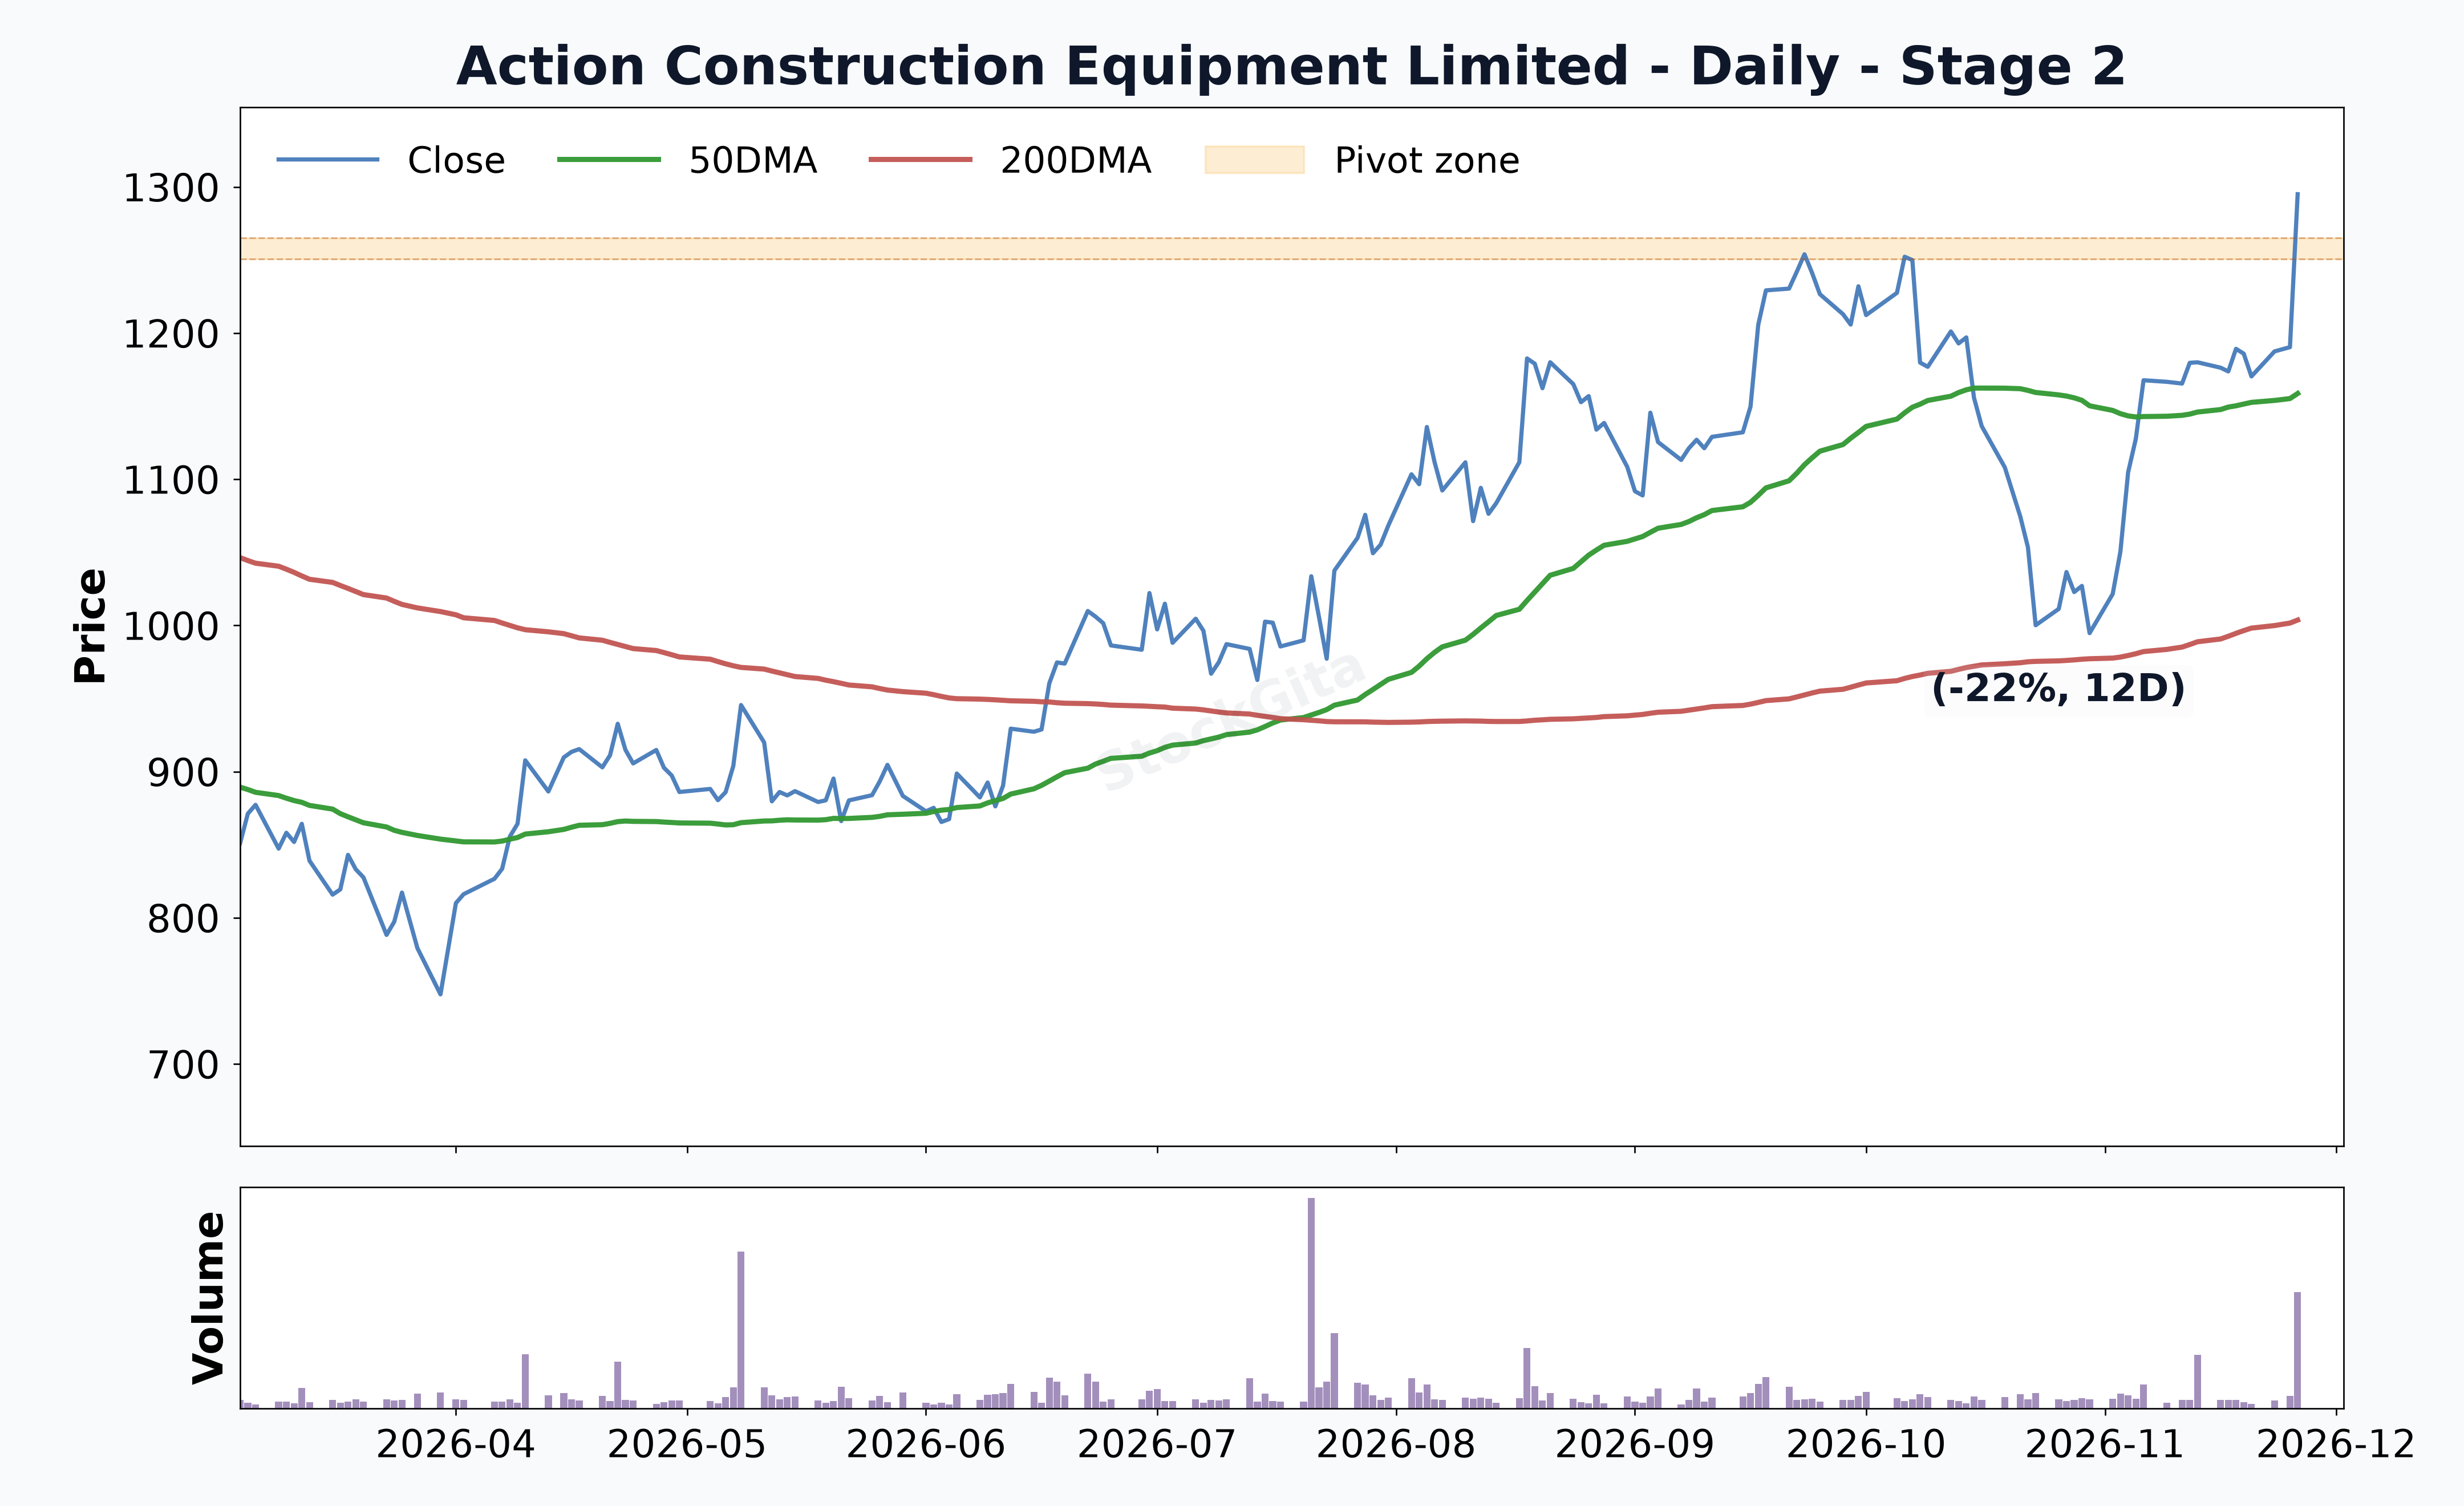 Action Construction Equipment Limited - Daily - Stage 2
Close
50DMA
200DMA
Pivot zone
Price
1300
1200
1100
1000
900
800
700
StockGita
(-22%, 12D)
Volume
2026-04
2026-05
2026-06
2026-07
2026-08
2026-09
2026-10
2026-11
2026-12